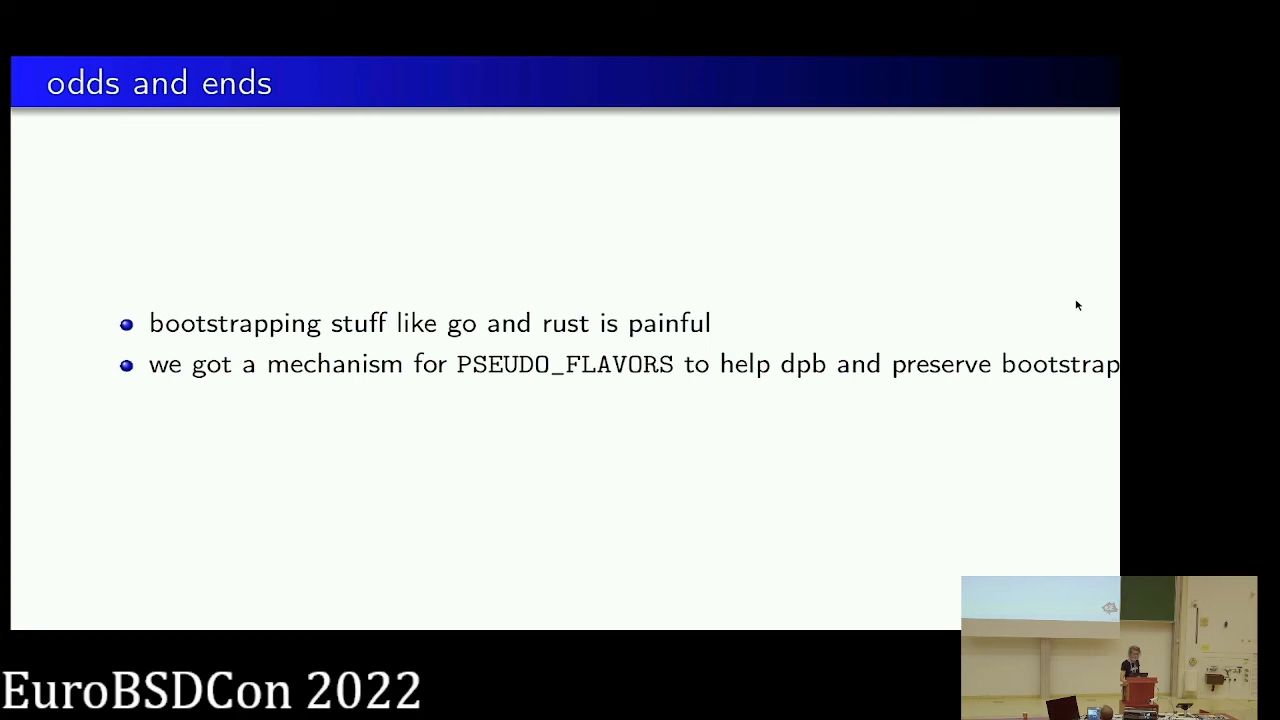 odds and ends
bootstrapping stuff like go and rust is painful
we got a mechanism for PSEUDO_FLAVORS to help dpb and preserve bootstrap
EuroBSDCon 2022